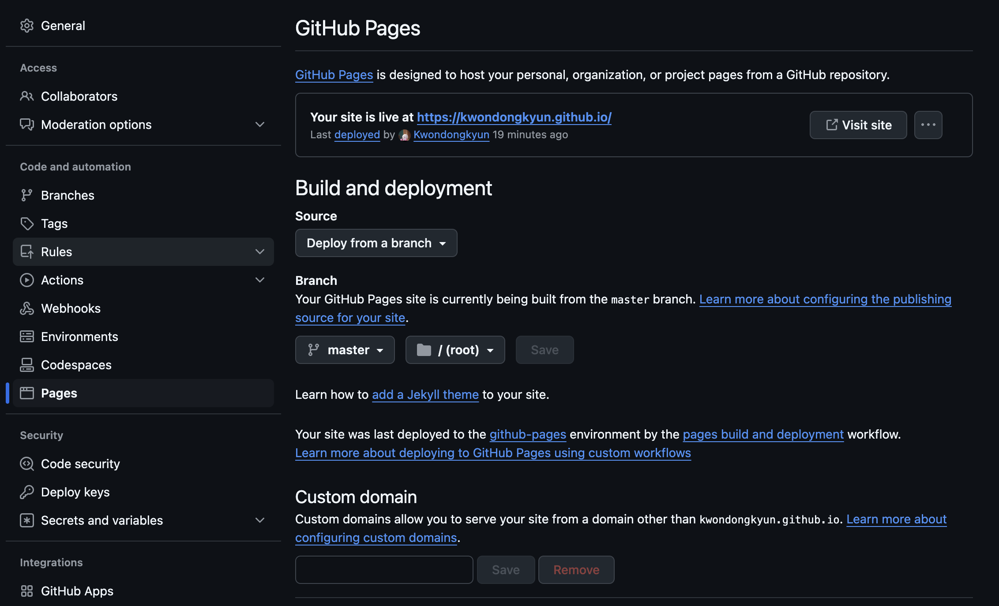 General
Access
Collaborators
Moderation options
Code and automation
Branches
Tags
Rules
Actions
Webhooks
Environments
Codespaces
Pages
Security
Code security
Deploy keys
Secrets and variables
Integrations
GitHub Apps
GitHub Pages
GitHub Pages is designed to host your personal, organization, or project pages from a GitHub repository.
Your site is live at https://kwondongkyun.github.io/
Last deployed by Kwondongkyun 19 minutes ago
Visit site
Build and deployment
Source
Deploy from a branch
Branch
Your GitHub Pages site is currently being built from the master branch. Learn more about configuring the publishing
source for your site.
master / (root) Save
Learn how to add a Jekyll theme to your site.
Your site was last deployed to the github-pages environment by the pages build and deployment workflow.
Learn more about deploying to GitHub Pages using custom workflows
Custom domain
Custom domains allow you to serve your site from a domain other than kwondongkyun.github.io. Learn more about
configuring custom domains.
Save Remove